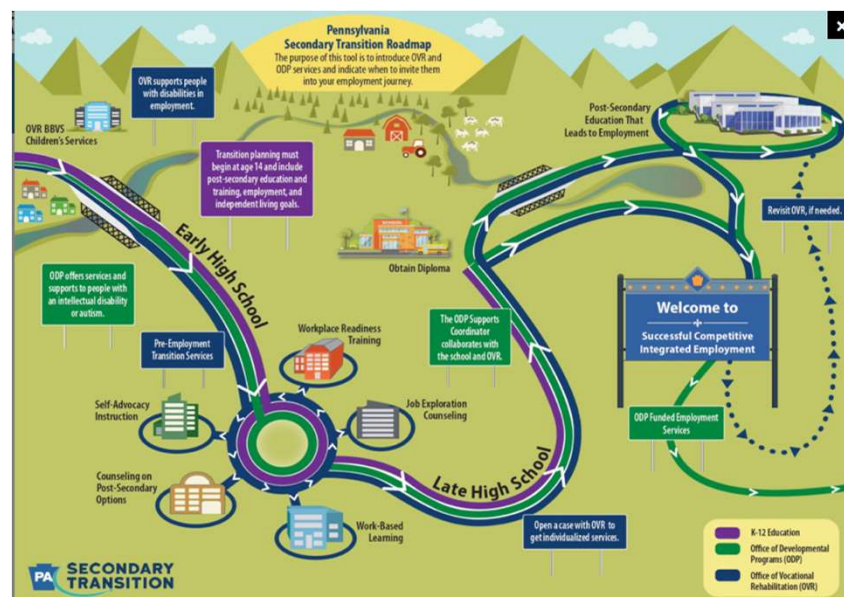 Pennsylvania
Secondary Transition Roadmap
The purpose of this tool is to introduce OVR and
ODP services and indicate when to invite them
into your employment journey.
×
OVR supports people
with disabilities in
employment.
OVR BBVS
Children's Services
Transition planning must
begin at age 14 and include
post-secondary education and
training, employment, and
independent living goals.
Post-Secondary
Education That
Leads to Employment
Revisit OVR, if needed.
Early High School
Obtain Diploma
ODP offers services and
supports to people with
an intellectual disability
or autism.
Welcome to
Successful Competitive
Integrated Employment
Pre-Employment
Transition Services
Workplace Readiness
Training
The ODP Supports
Coordinator
collaborates with
the school and OVR.
Self-Advocacy
Instruction
Job Exploration
Counseling
ODP Funded Employment
Services
Counseling on
Post-Secondary
Options
Late High School
Work-Based
Learning
Open a case with OVR to
get individualized services.
K-12 Education
Office of Developmental
Programs (ODP)
Office of Vocational
Rehabilitation (OVR)
PA SECONDARY
TRANSITION